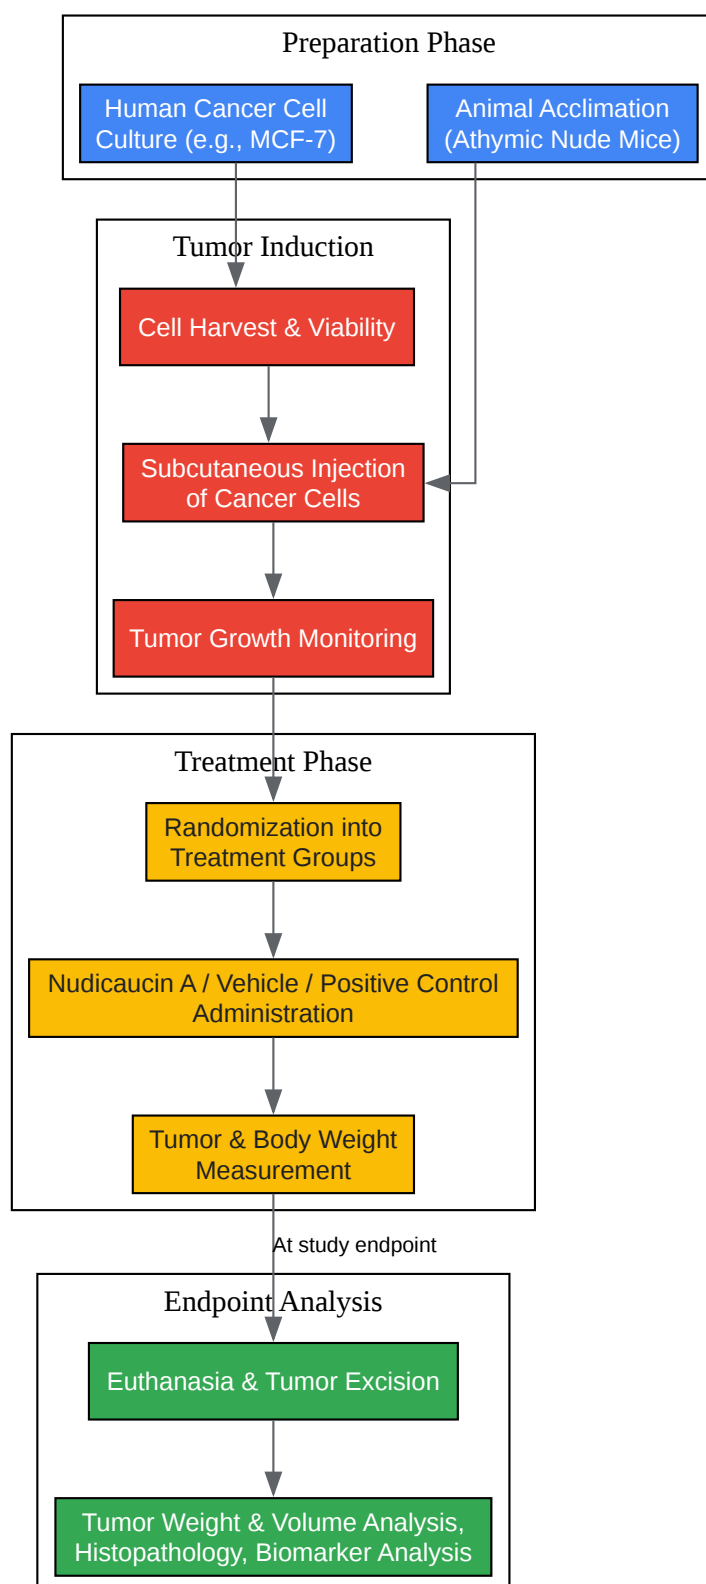 Preparation Phase
Human Cancer Cell
Culture (e.g., MCF-7)
Animal Acclimation
(Athymic Nude Mice)
Tumor Induction
Cell Harvest & Viability
Subcutaneous Injection
of Cancer Cells
Tumor Growth Monitoring
Treatment Phase
Randomization into
Treatment Groups
Nudicaucin A / Vehicle / Positive Control
Administration
Tumor & Body Weight
Measurement
At study endpoint
Endpoint Analysis
Euthanasia & Tumor Excision
Tumor Weight & Volume Analysis,
Histopathology, Biomarker Analysis